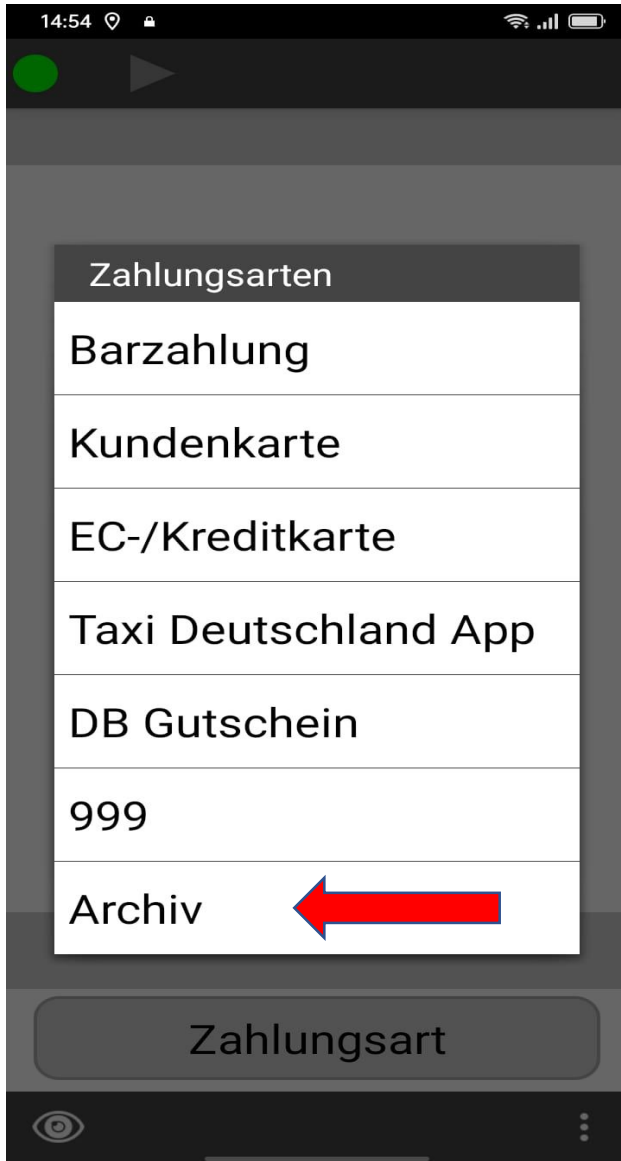 14:54
Zahlungsarten
Barzahlung
Kundenkarte
EC-/Kreditkarte
Taxi Deutschland App
DB Gutschein
999
Archiv
Zahlungsart